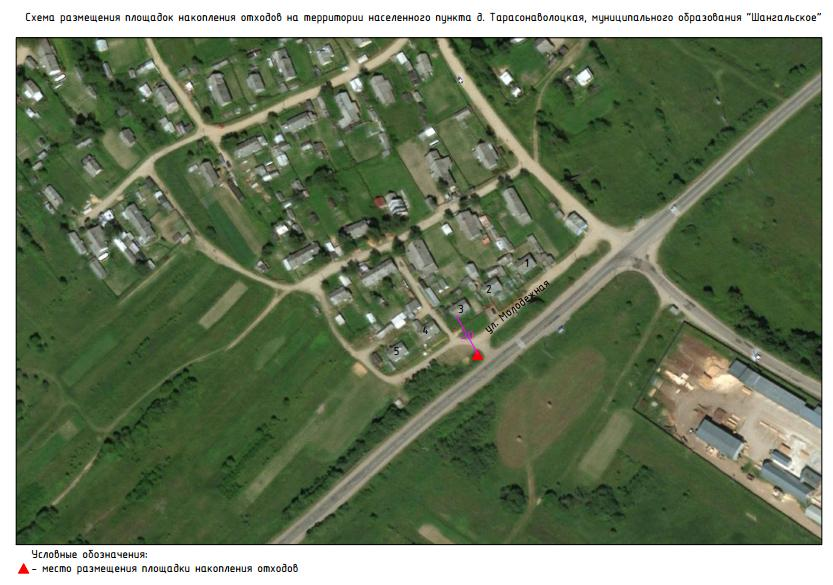 Схема размещения площадок накопления отходов на территории населенного пункта д. Тарасонаволоцкая, муниципального образования "Шангальское"
1
2
ул. Молодежная
3
4
5
Условные обозначения:
- место размещения площадки накопления отходов